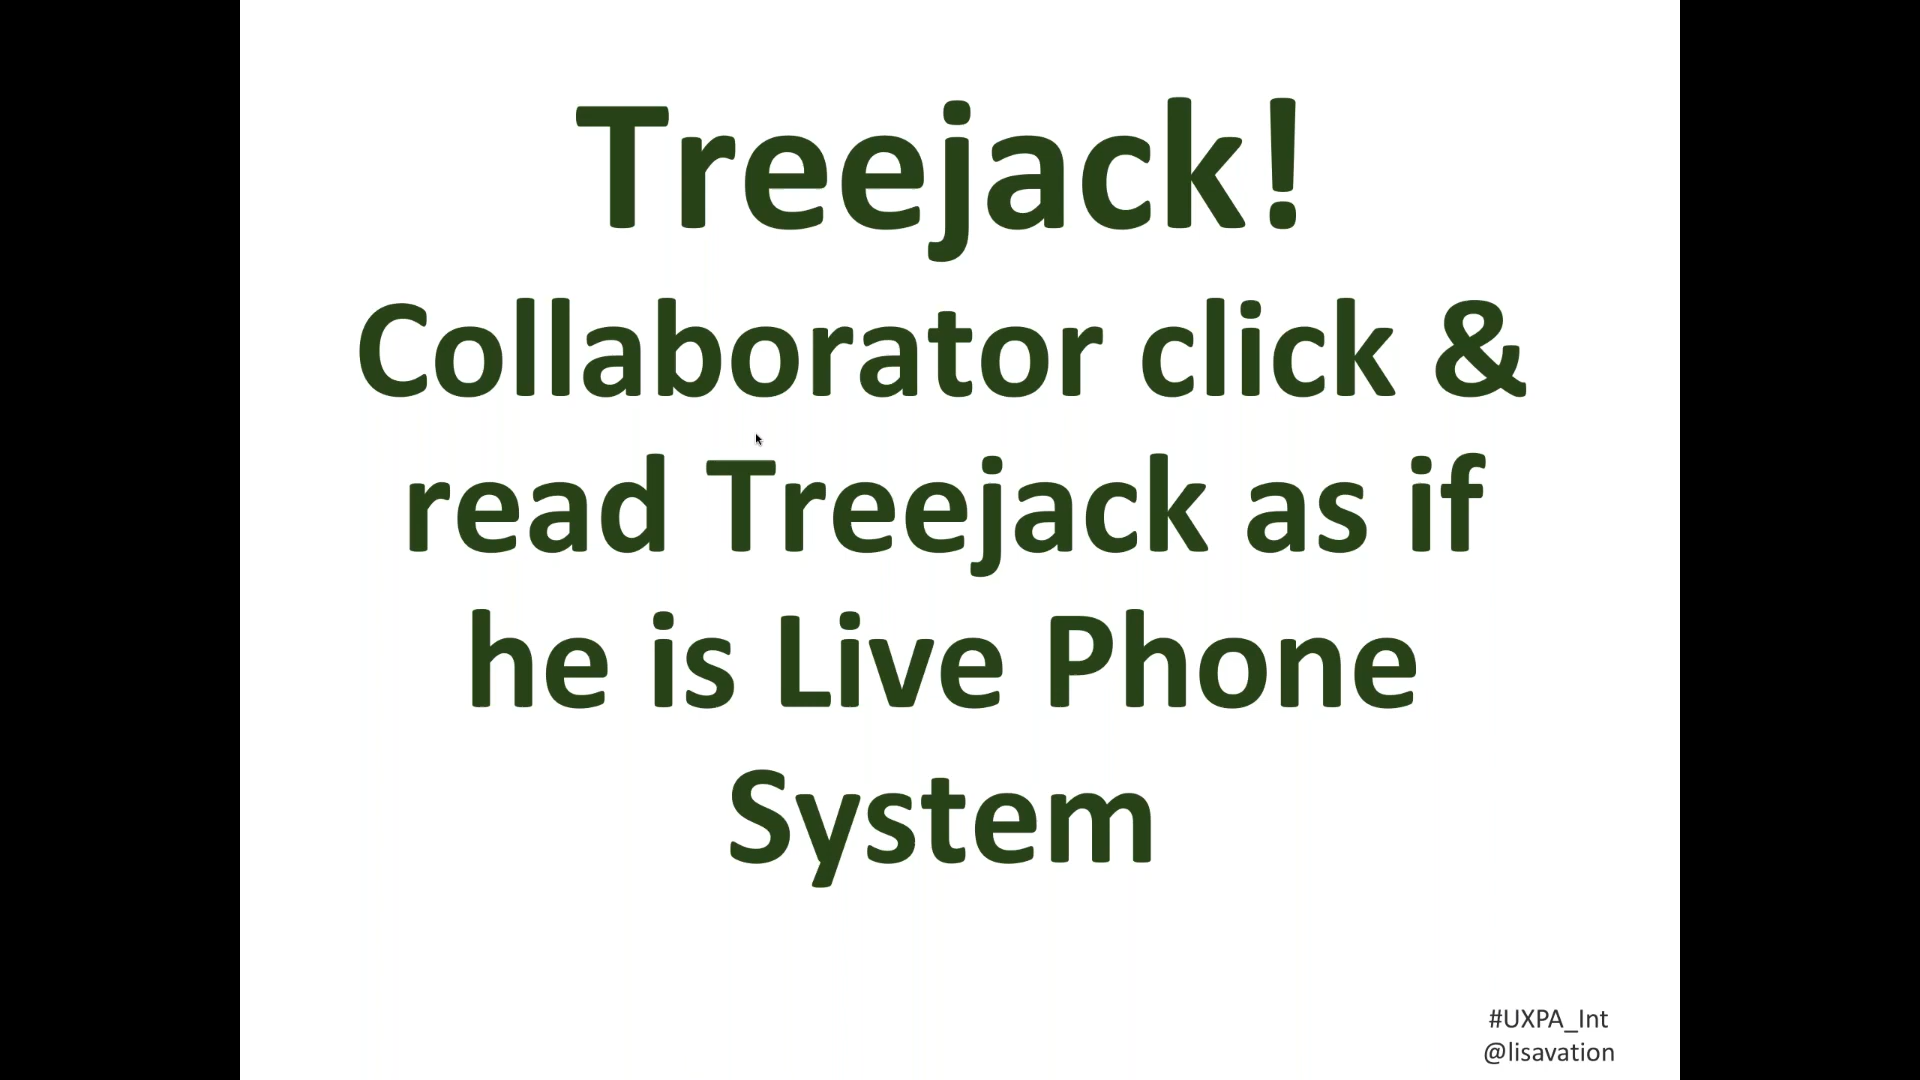 Treejack!
Collaborator click &
read Treejack as if
he is Live Phone
System
#UXPA_Int
@lisavation